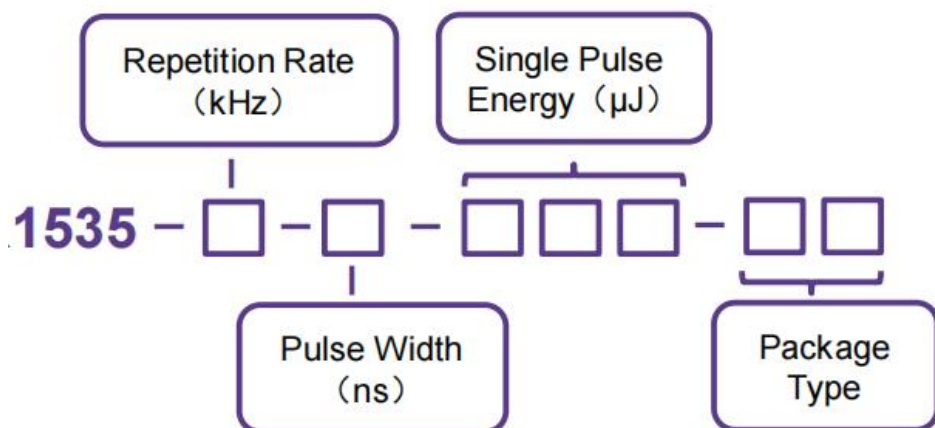 Repetition Rate
（kHz）
Single Pulse
Energy（µJ）
1535 – □ – □ – □□□ – □□
Pulse Width
（ns）
Package
Type